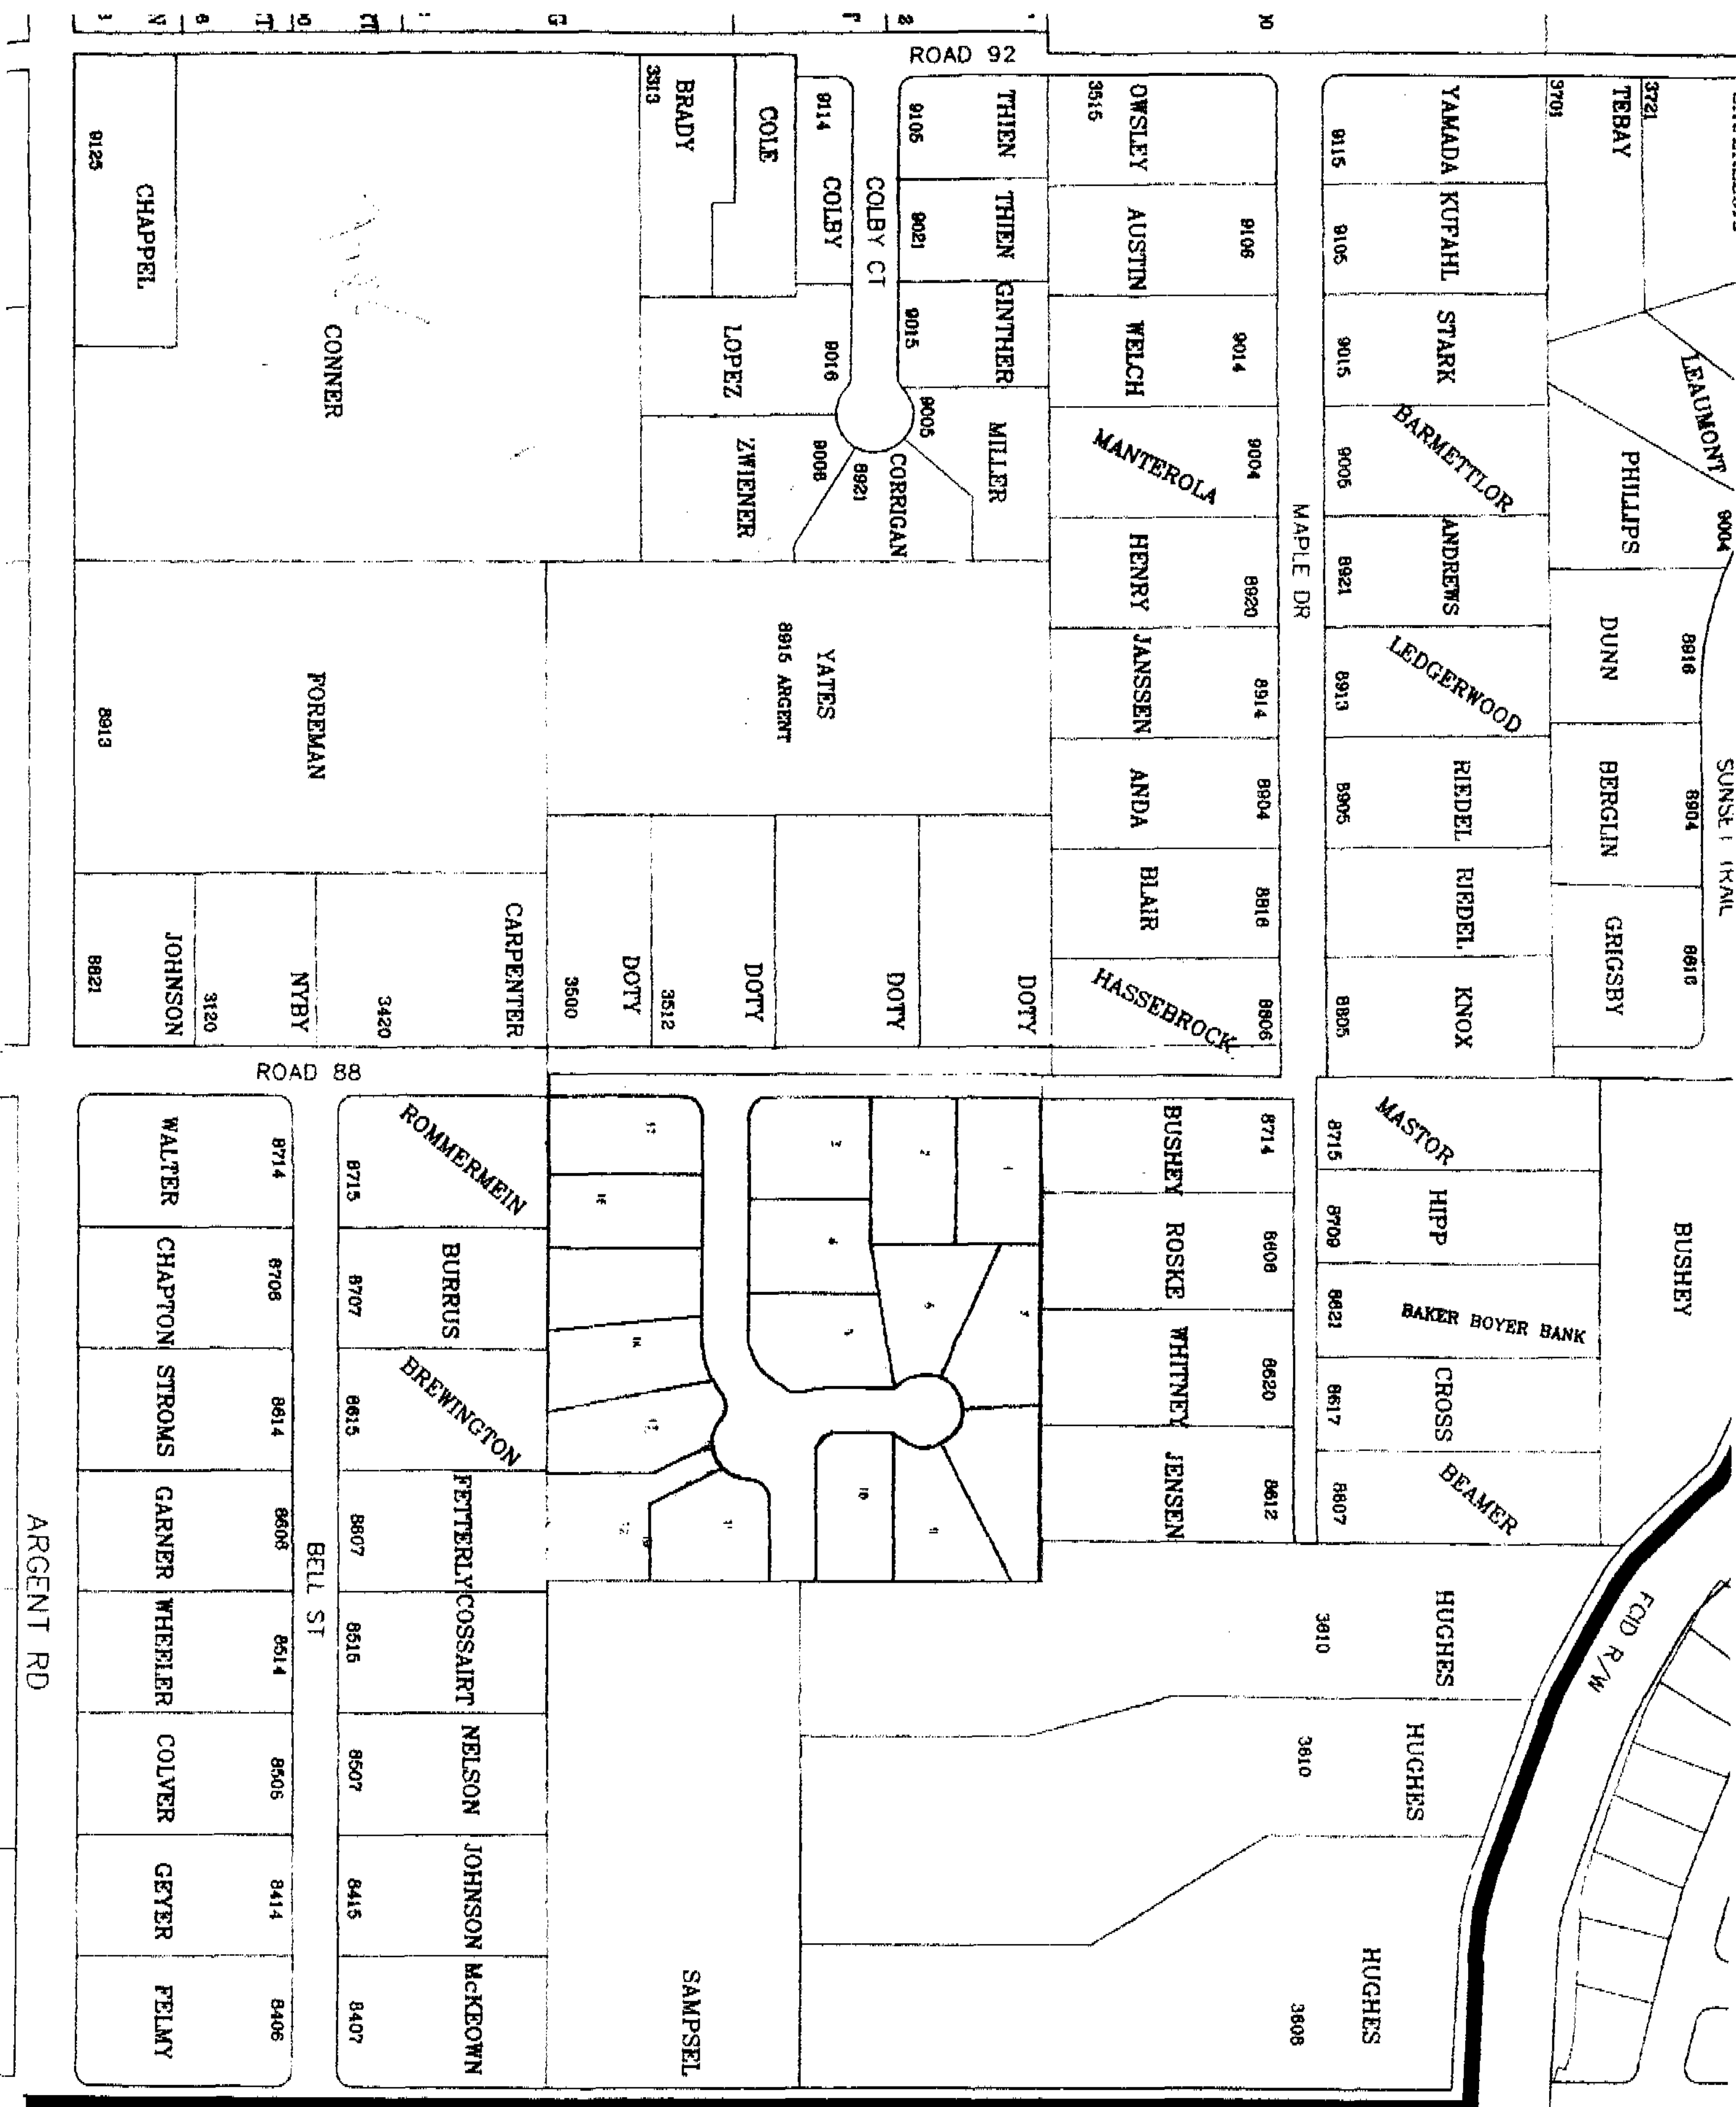 ROAD 92
3513
BRADY
COLE
9114
COLBY
COLBY CT
9105
THIEN
9021
THIEN
9015
GINTHER
3515
OWSLEY
AUSTIN
9106
WELCH
9014
MANTEROLA
9004
HENRY
8920
JANSSEN
8914
ANDA
8904
BLAIR
8816
HASSEBROCK
8806
MAPLE DR
YAMADA
9115
KUFAHL
9105
STARK
9015
BARMETTLOR
9005
ANDREWS
8921
LEDGERWOOD
8913
RIEDEL
8905
RIEDEL
KNOX
8805
3701
TEBAY
3721
LEAUMONT
9004
PHILLIPS
DUNN
8916
BERGLIN
8904
GRIGSBY
8816
9125
CHAPPEL
CONNER
LOPEZ
9016
ZWIENER
9008
8921
CORRIGAN
9005
MILLER
FOREMAN
8913
YATES
8915 ARGENT
JOHNSON
8821
NYBY
3120
CARPENTER
3420
3500
DOTY
3512
DOTY
DOTY
DOTY
ROAD 88
WALTER
8714
CHAPTON
8706
STROMS
8614
GARNER
8606
WHEELER
8514
COLVER
8506
GEYER
8414
FELMY
8406
BELL ST
ROMMERMEIN
8715
BURRUS
8707
BREWINGTON
8615
FETTERLY
8607
COSSAIRT
8515
NELSON
8507
JOHNSON
8415
McKEOWN
8407
ARGENT RD
1
2
10
BUSHEY
8714
ROSKE
8608
WHITNEY
8620
JENSEN
8612
MASTOR
8715
HIPP
8709
BAKER BOYER BANK
8621
CROSS
8617
BEAMER
8607
BUSHEY
HUGHES
3610
HUGHES
3610
HUGHES
3608
SAMPSEL
FCID R/W